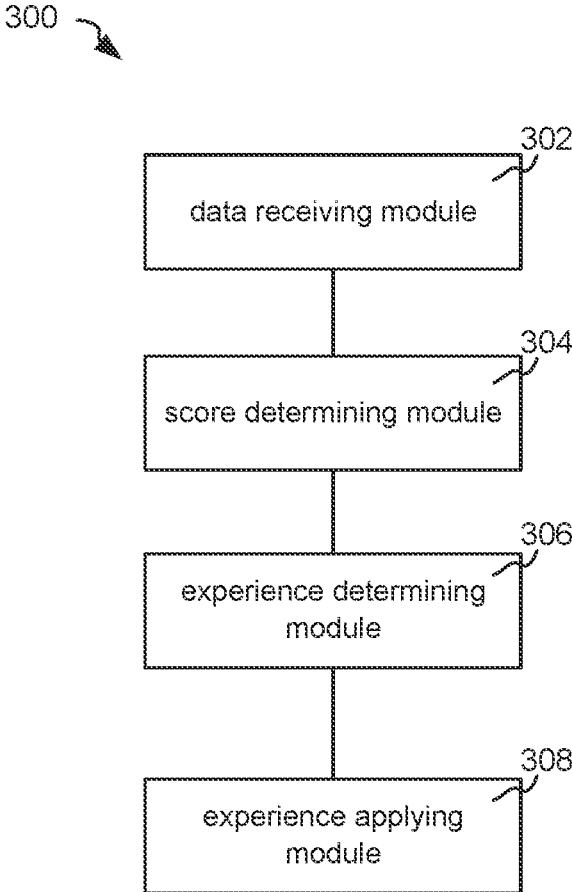 300
302
data receiving module
304
score determining module
306
experience determining
module
308
experience applying
module